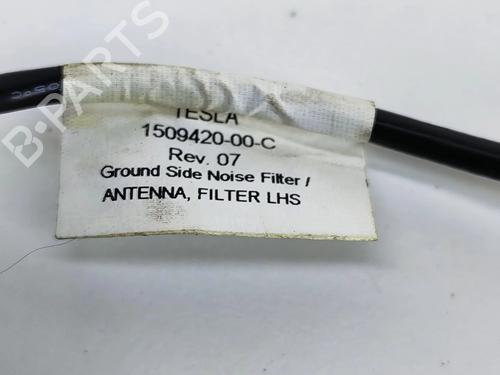 B-PARTS
TESLA
1509420-00-C
Rev. 07
Ground Side Noise Filter /
ANTENNA, FILTER LHS